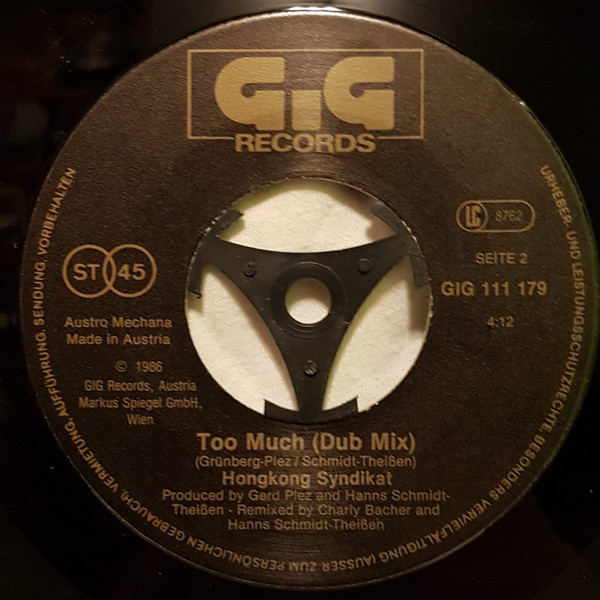 GiG
RECORDS
LC 8762
SEITE 2
GIG 111 179
4:12
ST 45
Austro Mechana
Made in Austria
© 1986
GIG Records, Austria
Markus Spiegel GmbH,
Wien
Too Much (Dub Mix)
(Grünberg-Plez / Schmidt-Theißen)
Hongkong Syndikat
Produced by Gerd Plez and Hanns Schmidt-
Theißen - Remixed by Charly Bacher and
Hanns Schmidt-Theißen
URHEBER- UND LEISTUNGSSCHUTZRECHTE, BESONDERS VERVIELFÄLTIGUNG (AUSSER ZUM PERSÖNLICHEN GEBRAUCH), VERMIETUNG, AUFFÜHRUNG, SENDUNG, VORBEHALTEN